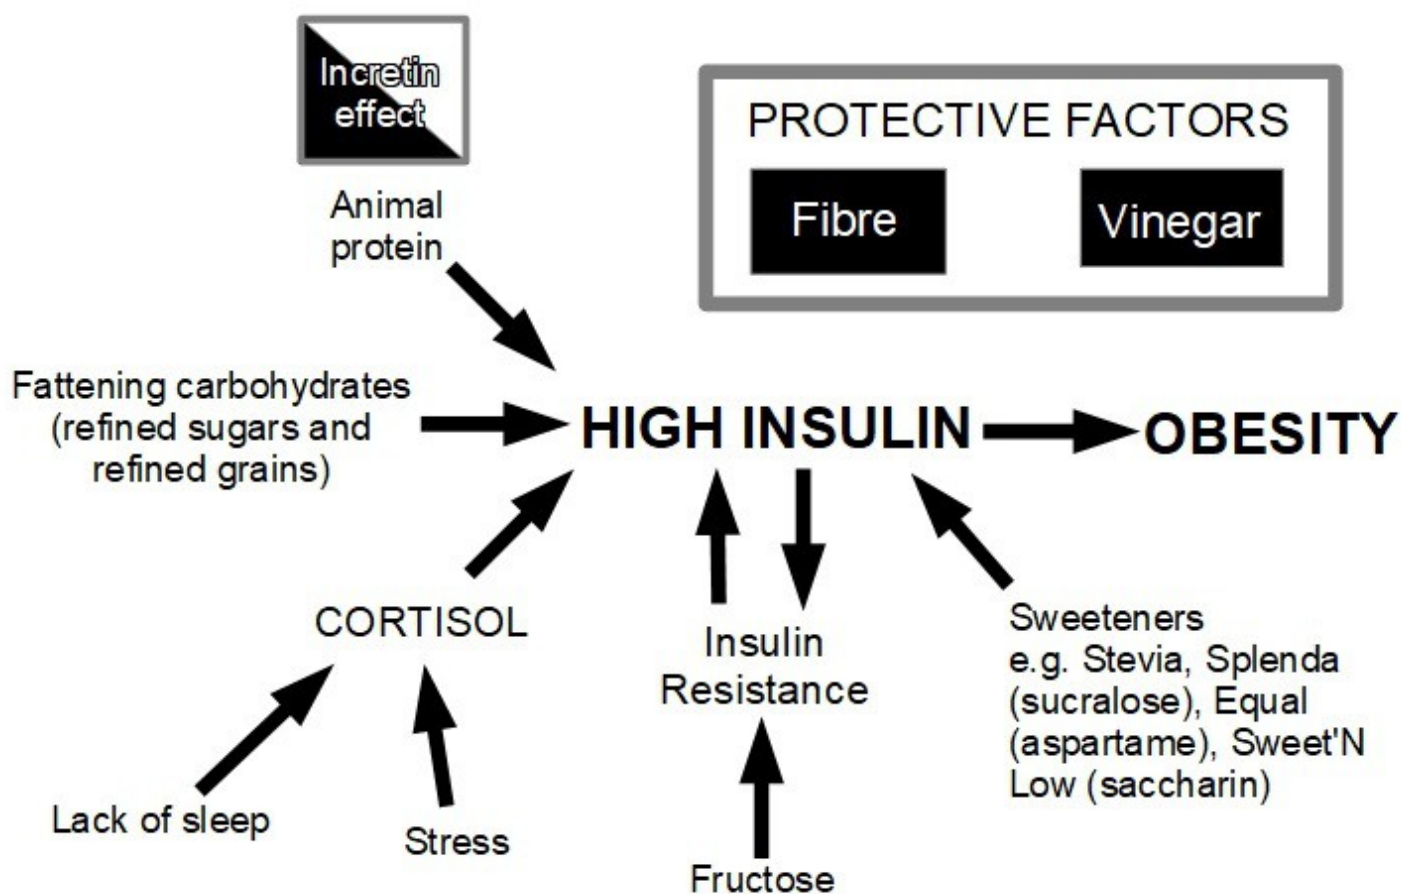 Incretin
effect
PROTECTIVE FACTORS
Fibre
Vinegar
Animal
protein
Fattening carbohydrates
(refined sugars and
refined grains)
HIGH INSULIN
OBESITY
CORTISOL
Insulin
Resistance
Sweeteners
e.g. Stevia, Splenda
(sucralose), Equal
(aspartame), Sweet'N
Low (saccharin)
Lack of sleep
Stress
Fructose